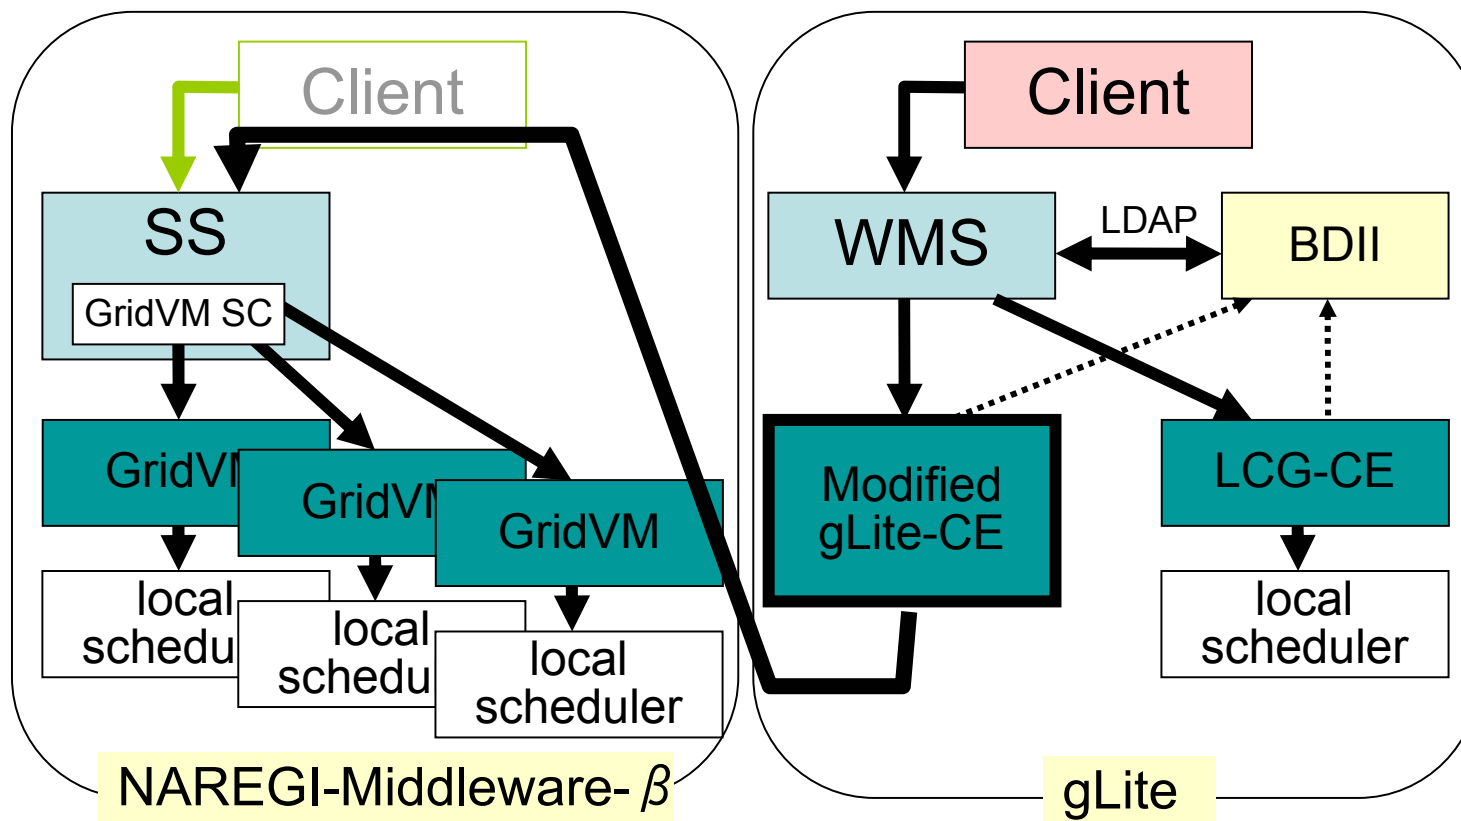 Client
SS
GridVM SC
GridVM
GridVM
GridVM
local
scheduler
local
scheduler
local
scheduler
NAREGI-Middleware- β
Client
WMS
LDAP
BDII
Modified
gLite-CE
LCG-CE
local
scheduler
gLite